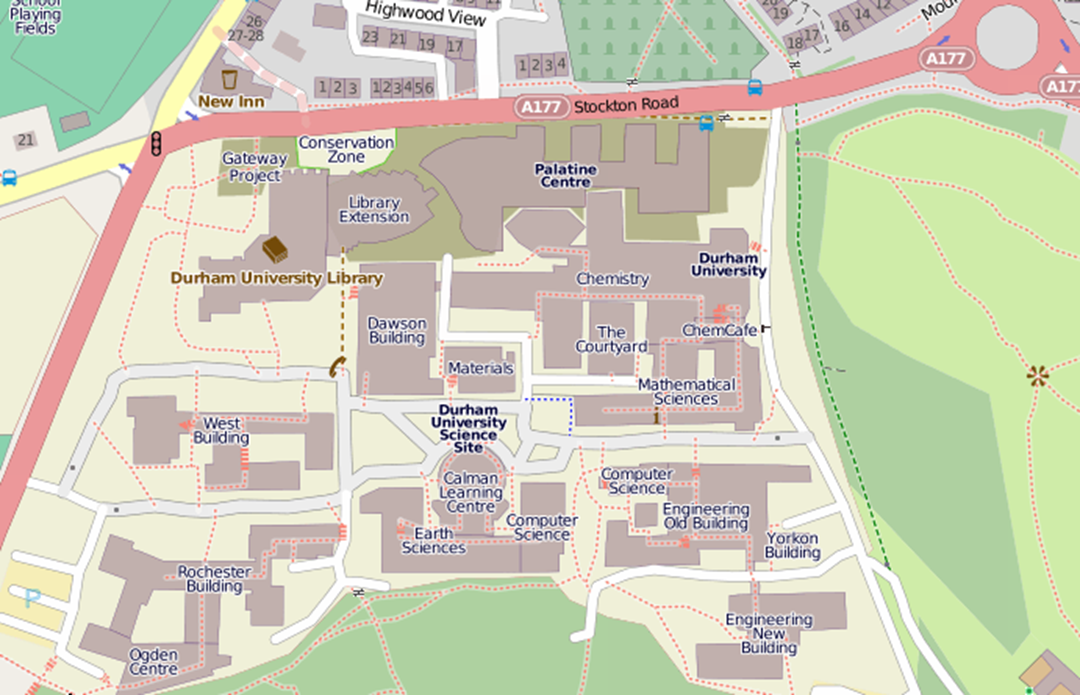 School
Playing
Fields
26
27-28
Highwood View
23 21 19 17
1 2 3
1 2 3 4 5 6
1 2 3 4
20
19
18 17
16 14 12
A177
A177
A177 Stockton Road
New Inn
21
Conservation
Zone
Gateway
Project
Palatine
Centre
Library
Extension
Durham University Library
Durham
University
Chemistry
Dawson
Building
The
Courtyard
ChemCafe
Materials
Mathematical
Sciences
1
Durham
University
Science
Site
West
Building
Calman
Learning
Centre
Computer
Science
Computer
Science
Engineering
Old Building
Earth
Sciences
Yorkon
Building
Rochester
Building
P
Engineering
New
Building
Ogden
Centre